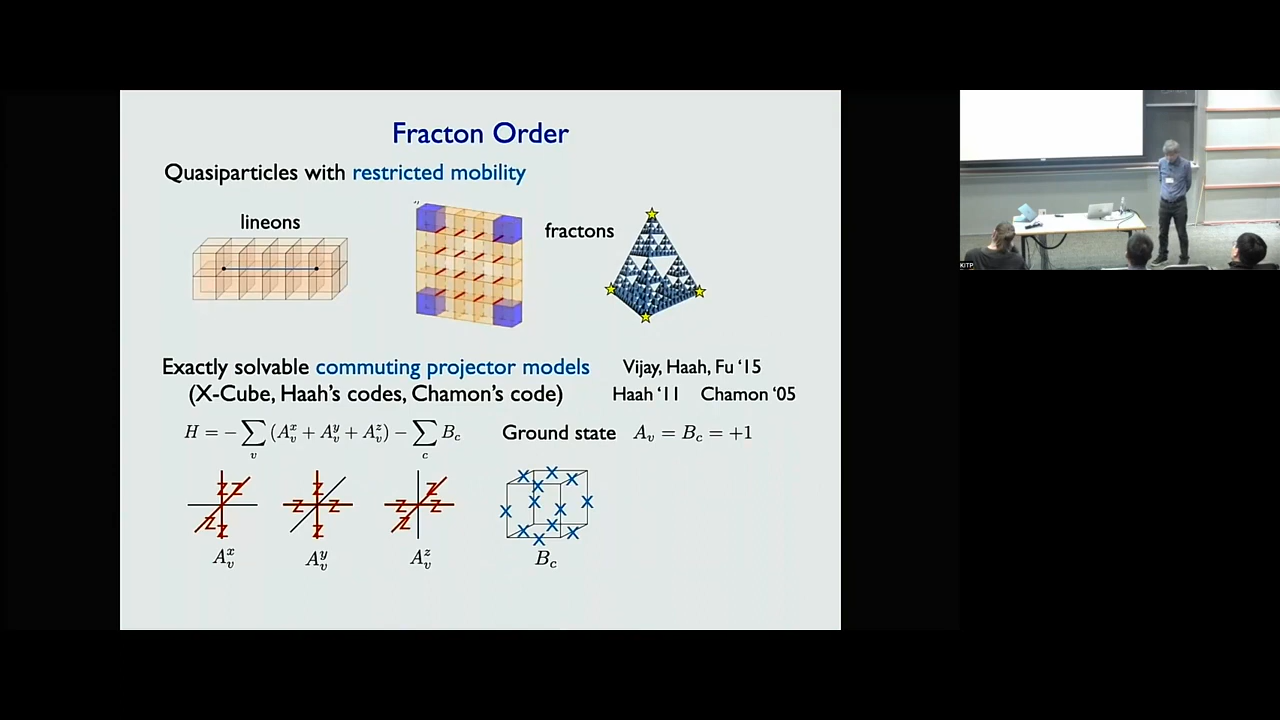 Fracton Order
Quasiparticles with restricted mobility
lineons
fractons
Exactly solvable commuting projector models
Vijay, Haah, Fu '15
(X-Cube, Haah's codes, Chamon's code)
Haah '11 Chamon '05
H = − ∑_v (A_v^x + A_v^y + A_v^z) − ∑_c B_c
Ground state A_v = B_c = +1
Z Z Z Z
Z Z Z Z
Z Z Z Z
X X X X X X X X X X X X
A_v^x
A_v^y
A_v^z
B_c
KITP